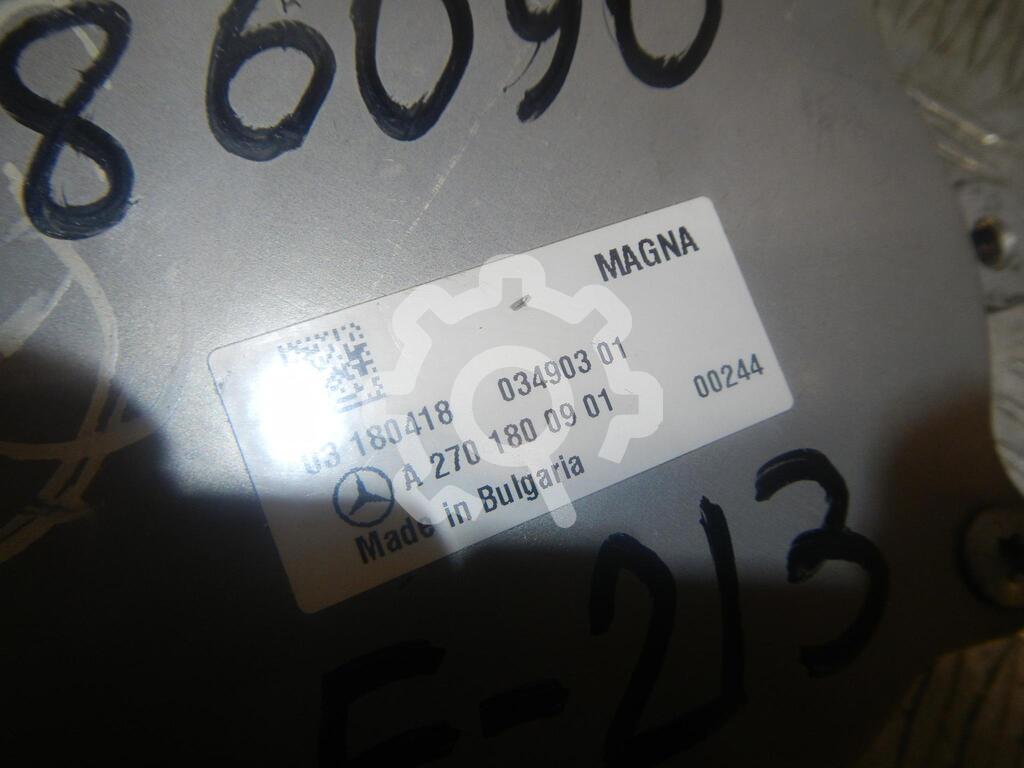 86090
MAGNA
034903 01
03 180418
00244
A 270 180 09 01
Made in Bulgaria
E-213